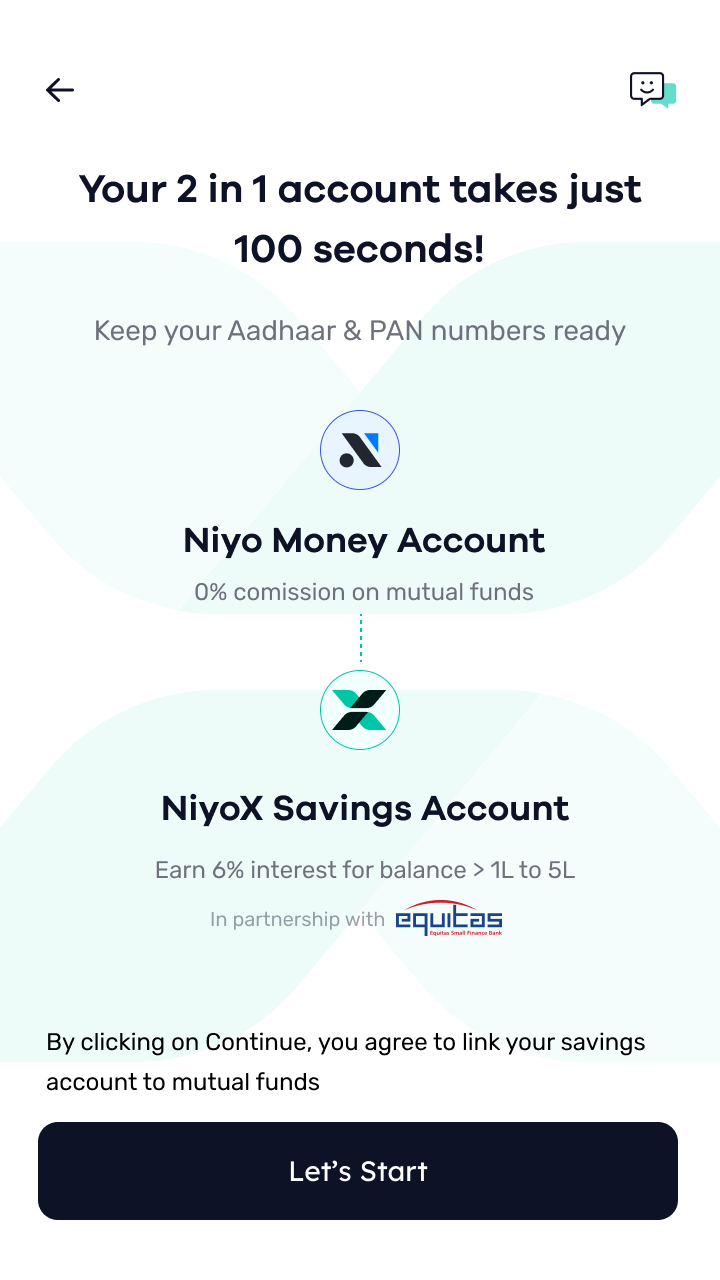 Your 2 in 1 account takes just
100 seconds!
Keep your Aadhaar & PAN numbers ready
Niyo Money Account
0% comission on mutual funds
NiyoX Savings Account
Earn 6% interest for balance > 1L to 5L
In partnership with equitas
Equitas Small Finance Bank
By clicking on Continue, you agree to link your savings
account to mutual funds
Let’s Start